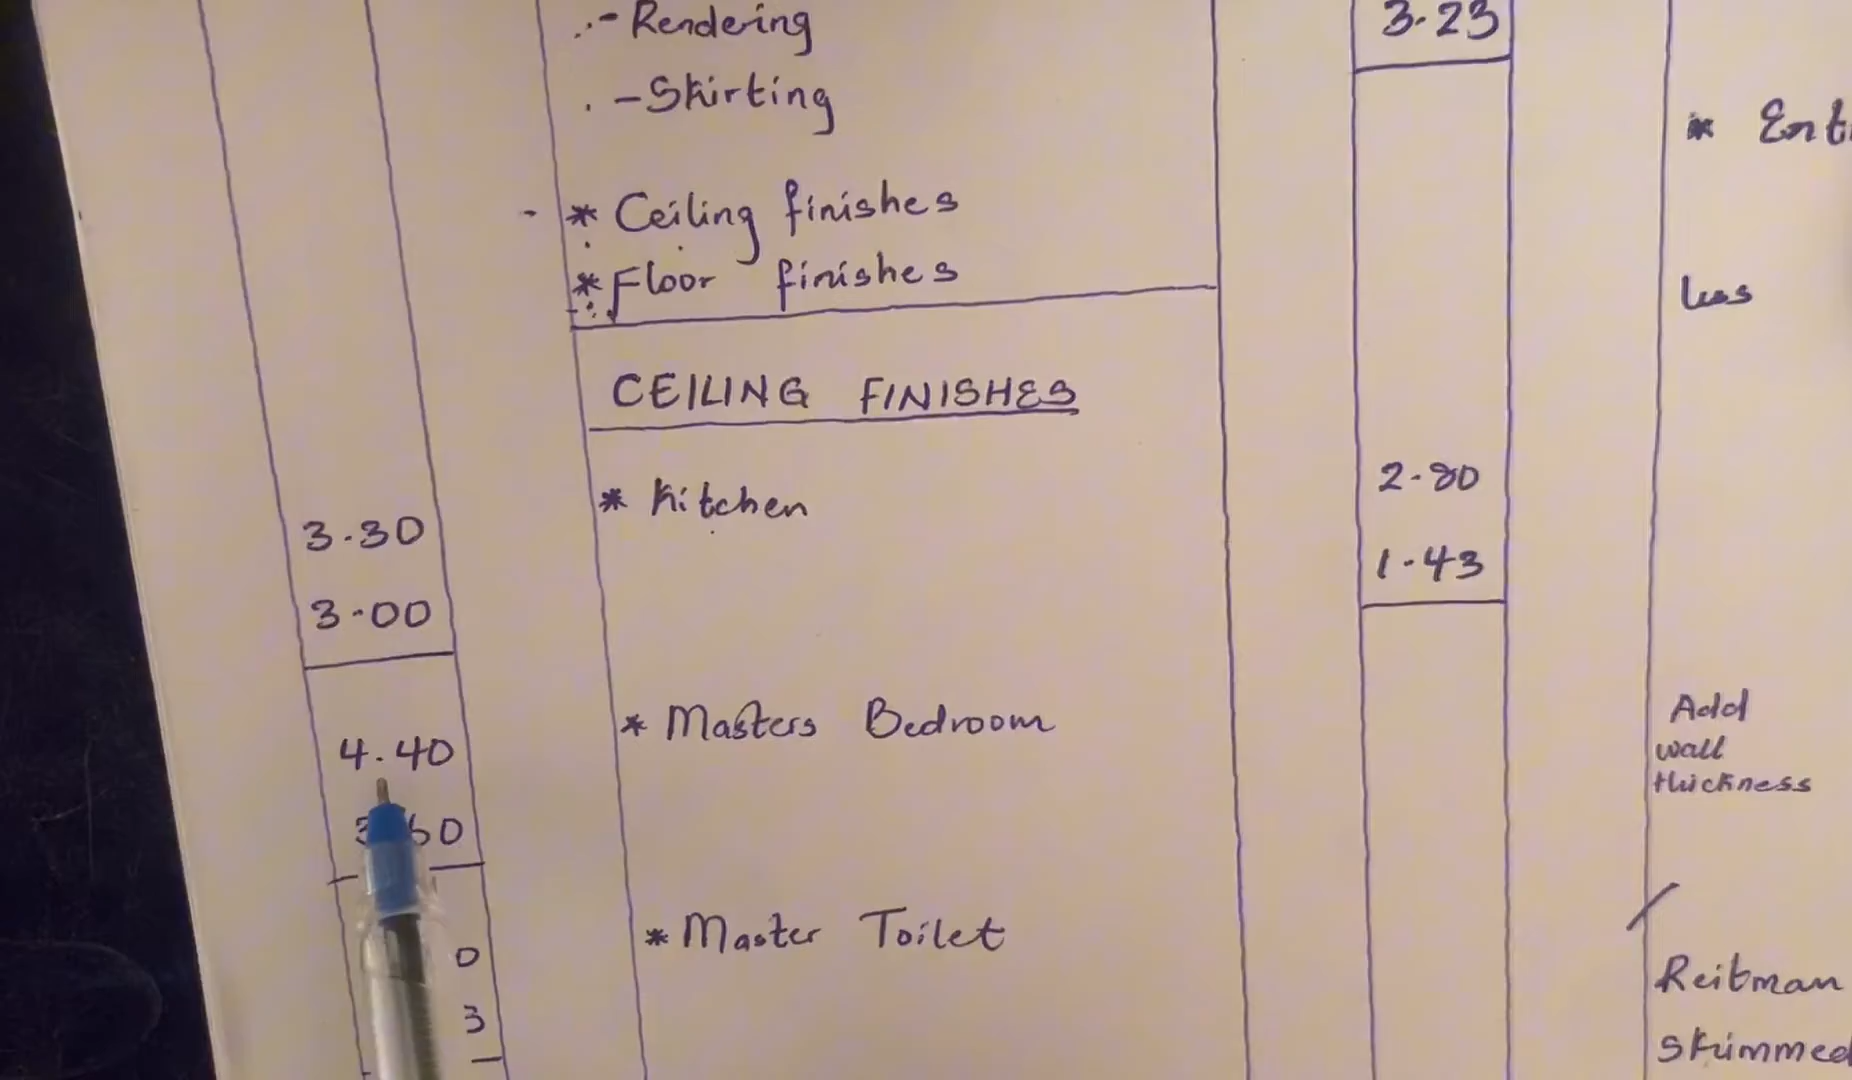 - Rendering
- Skirting
* Ceiling finishes
* Floor finishes
CEILING FINISHES
* Kitchen
3.30
3.00
* Masters Bedroom
4.40
* Master Toilet
3.23
2.80
1.43
*
less
Add
wall
thickness
Reitman
Skimmed